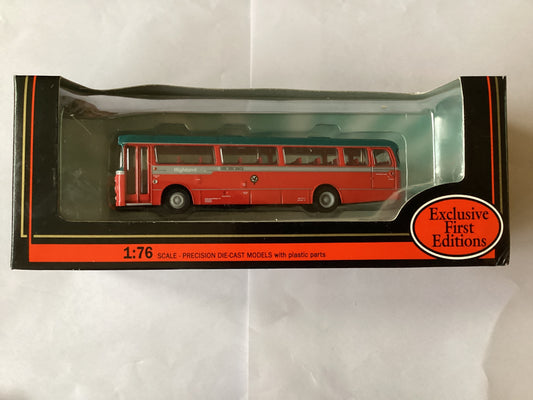 Highland
Exclusive
First
Editions
1:76 SCALE - PRECISION DIE-CAST MODELS with plastic parts